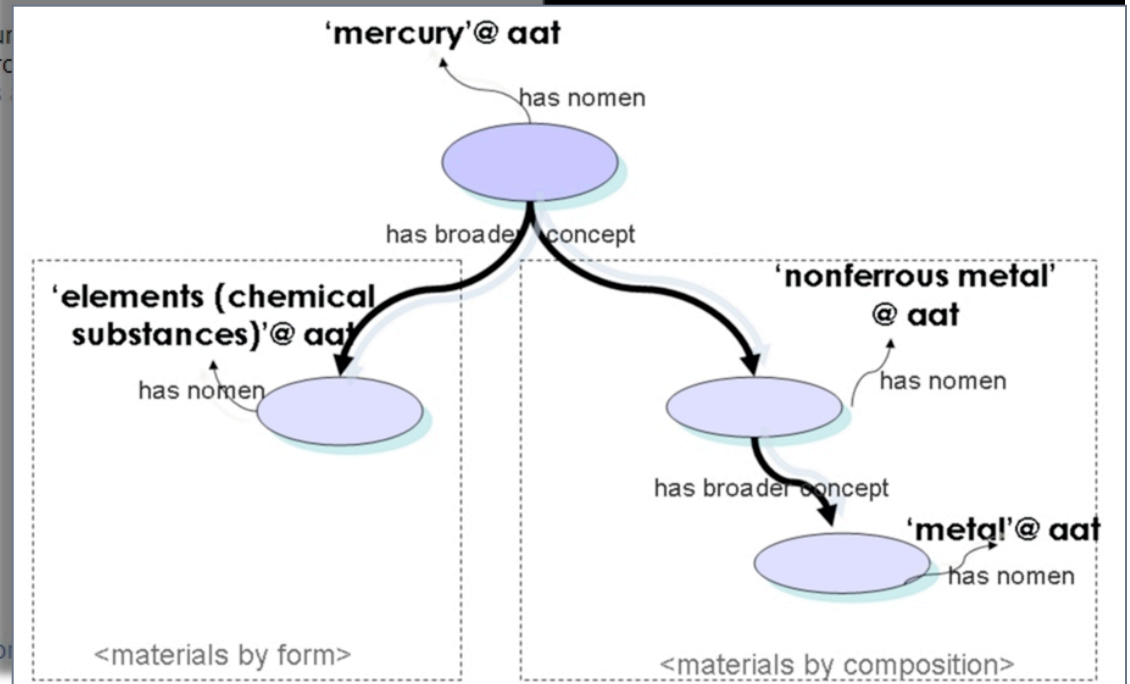 ‘mercury’@ aat
has nomen
has broader concept
‘elements (chemical
substances)’@ aat
has nomen
‘nonferrous metal’
@ aat
has nomen
has broader concept
‘metal’@ aat
has nomen
<materials by form>
<materials by composition>